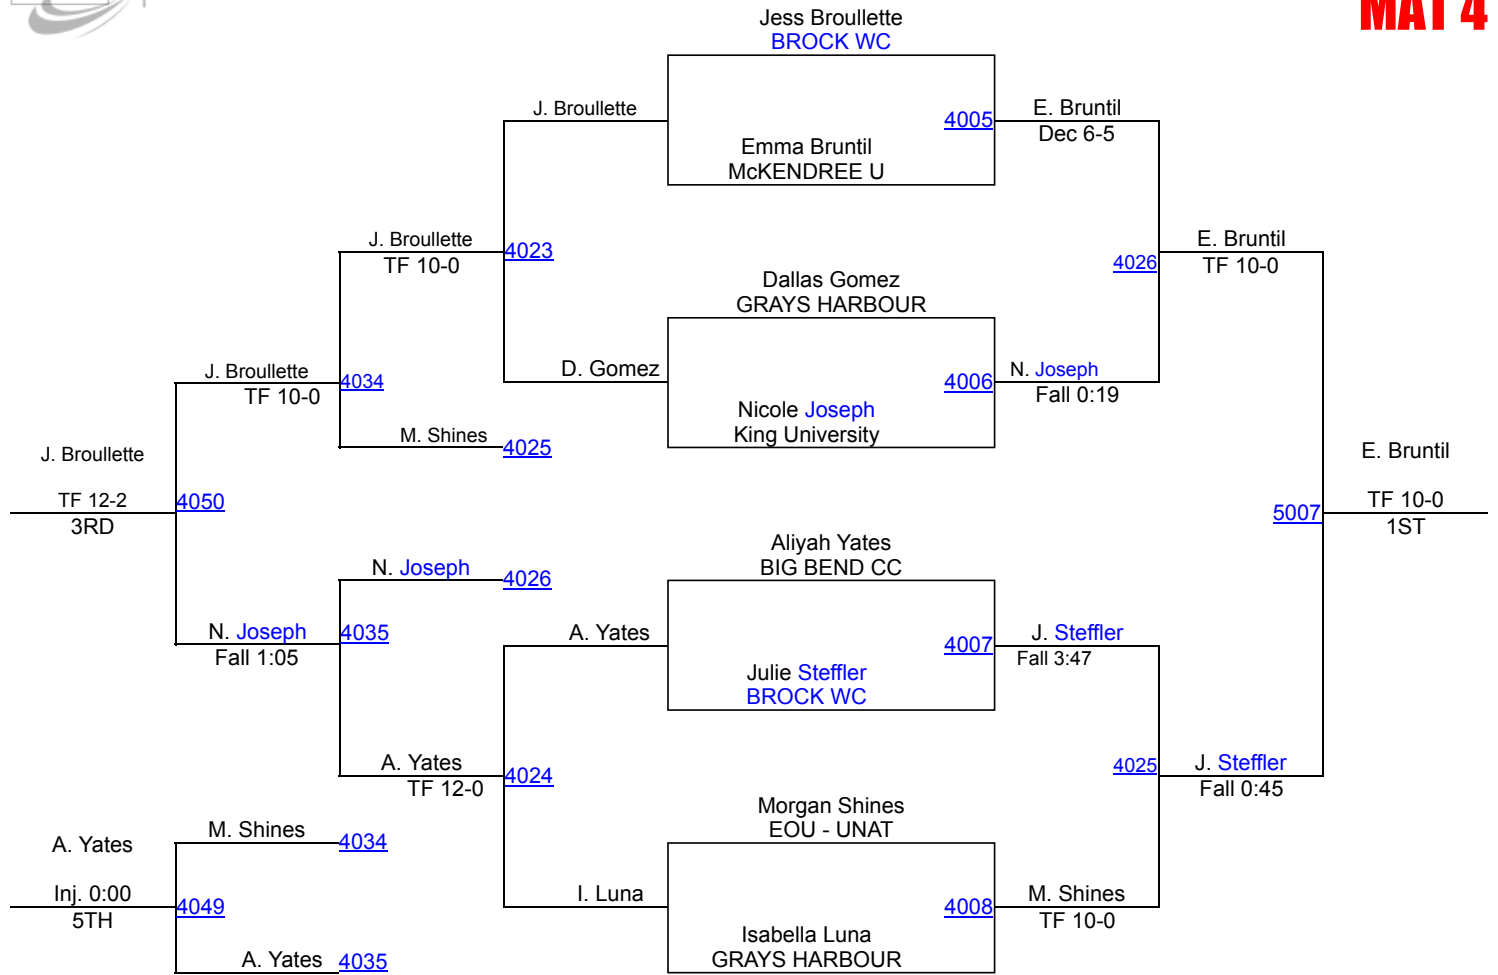 MAT 4
Jess Broullette
BROCK WC
J. Broullette
4005
E. Bruntil
Dec 6-5
Emma Bruntil
McKENDREE U
J. Broullette
TF 10-0
4023
4026
E. Bruntil
TF 10-0
Dallas Gomez
GRAYS HARBOUR
J. Broullette
TF 10-0
4034
D. Gomez
4006
N. Joseph
Fall 0:19
Nicole Joseph
King University
M. Shines
4025
J. Broullette
TF 12-2
3RD
4050
E. Bruntil
TF 10-0
1ST
5007
Aliyah Yates
BIG BEND CC
N. Joseph
4026
N. Joseph
Fall 1:05
4035
A. Yates
4007
J. Steffler
Fall 3:47
Julie Steffler
BROCK WC
A. Yates
TF 12-0
4024
4025
J. Steffler
Fall 0:45
Morgan Shines
EOU - UNAT
M. Shines
4034
A. Yates
Inj. 0:00
5TH
4049
I. Luna
4008
M. Shines
TF 10-0
Isabella Luna
GRAYS HARBOUR
A. Yates
4035